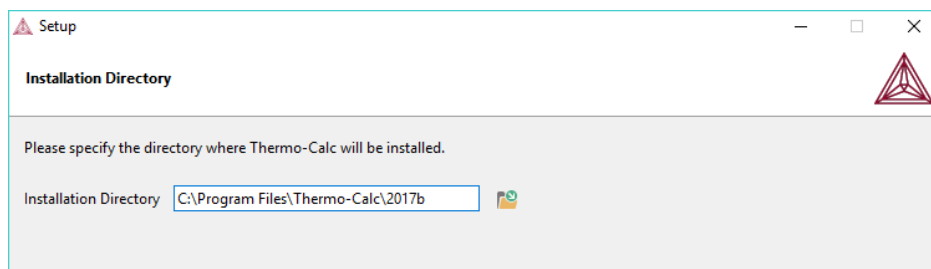 Setup
Installation Directory
Please specify the directory where Thermo-Calc will be installed.
Installation Directory C:\Program Files\Thermo-Calc\2017b